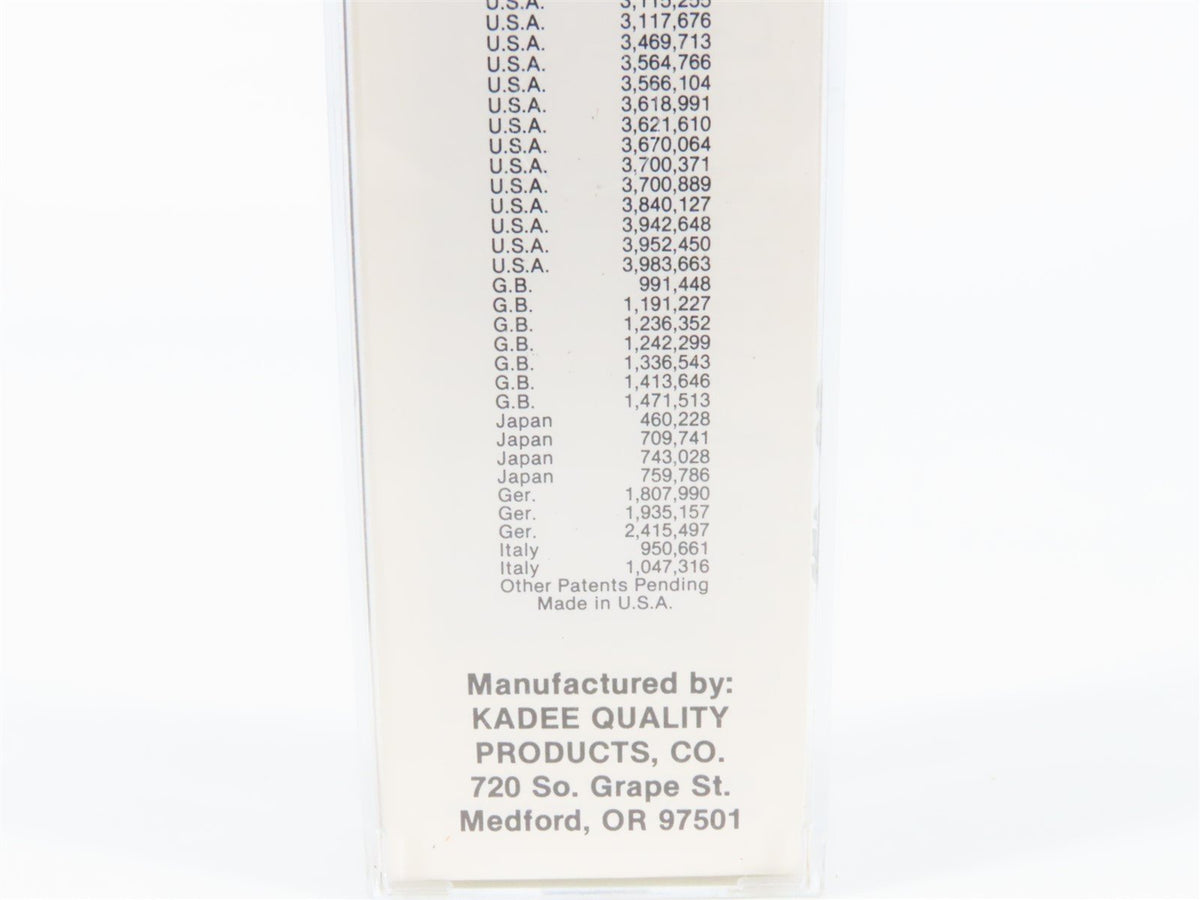 U.S.A. 3,115,255
U.S.A. 3,117,676
U.S.A. 3,469,713
U.S.A. 3,564,766
U.S.A. 3,566,104
U.S.A. 3,618,991
U.S.A. 3,621,610
U.S.A. 3,670,064
U.S.A. 3,700,371
U.S.A. 3,700,889
U.S.A. 3,840,127
U.S.A. 3,942,648
U.S.A. 3,952,450
U.S.A. 3,983,663
G.B. 991,448
G.B. 1,191,227
G.B. 1,236,352
G.B. 1,242,299
G.B. 1,336,543
G.B. 1,413,646
G.B. 1,471,513
Japan 460,228
Japan 709,741
Japan 743,028
Japan 759,786
Ger. 1,807,990
Ger. 1,935,157
Ger. 2,415,497
Italy 950,661
Italy 1,047,316
Other Patents Pending
Made in U.S.A.
Manufactured by:
KADEE QUALITY
PRODUCTS, CO.
720 So. Grape St.
Medford, OR 97501